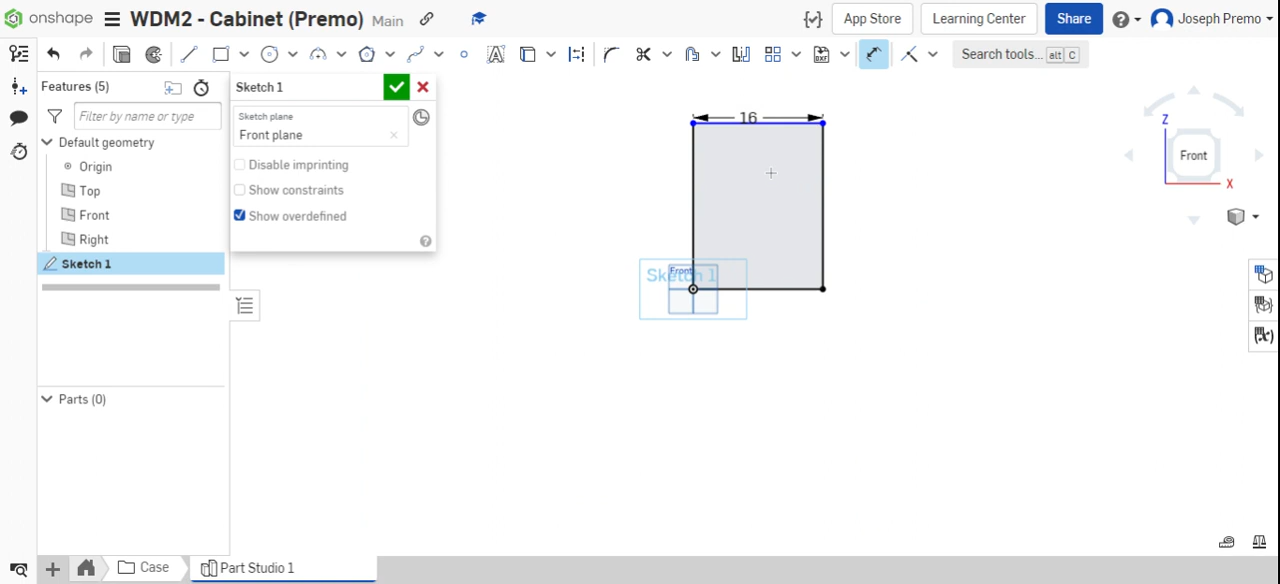 onshape WDM2 - Cabinet (Premo) Main App Store Learning Center Share Joseph Premo
DXF Search tools... alt C
Features (5)
Filter by name or type
Default geometry
Origin
Top
Front
Right
Sketch 1
Parts (0)
Sketch 1
Sketch plane
Front plane
Disable imprinting
Show constraints
Show overdefined
16
Front
Sketch 1
Z
Front
X
Case Part Studio 1